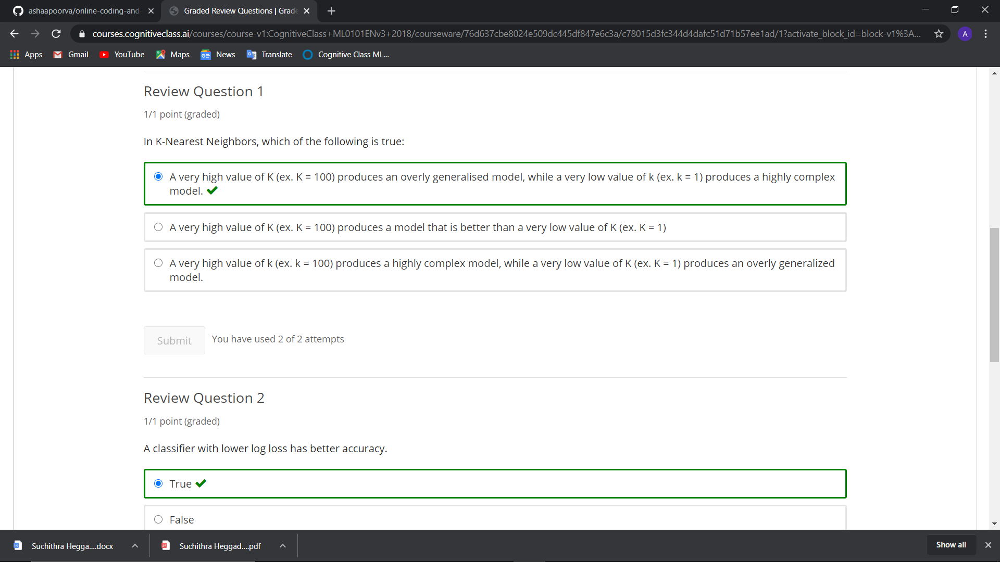 ashaapoorva/online-coding-and-
Graded Review Questions | Grade
courses.cognitiveclass.ai/courses/course-v1:CognitiveClass+ML0101ENv3+2018/courseware/76d637cbe8024e509dc445df847e6c3a/c78015d3fc344d4dafc51d71b57ee1ad/1?activate_block_id=block-v1%3A...
A
Apps
Gmail
YouTube
Maps
News
Translate
Cognitive Class ML...
Review Question 1
1/1 point (graded)
In K-Nearest Neighbors, which of the following is true:
A very high value of K (ex. K = 100) produces an overly generalised model, while a very low value of k (ex. k = 1) produces a highly complex
model.
A very high value of K (ex. K = 100) produces a model that is better than a very low value of K (ex. K = 1)
A very high value of k (ex. k = 100) produces a highly complex model, while a very low value of K (ex. K = 1) produces an overly generalized
model.
Submit
You have used 2 of 2 attempts
Review Question 2
1/1 point (graded)
A classifier with lower log loss has better accuracy.
True
False
Suchithra Hegga....docx
Suchithra Heggad....pdf
Show all